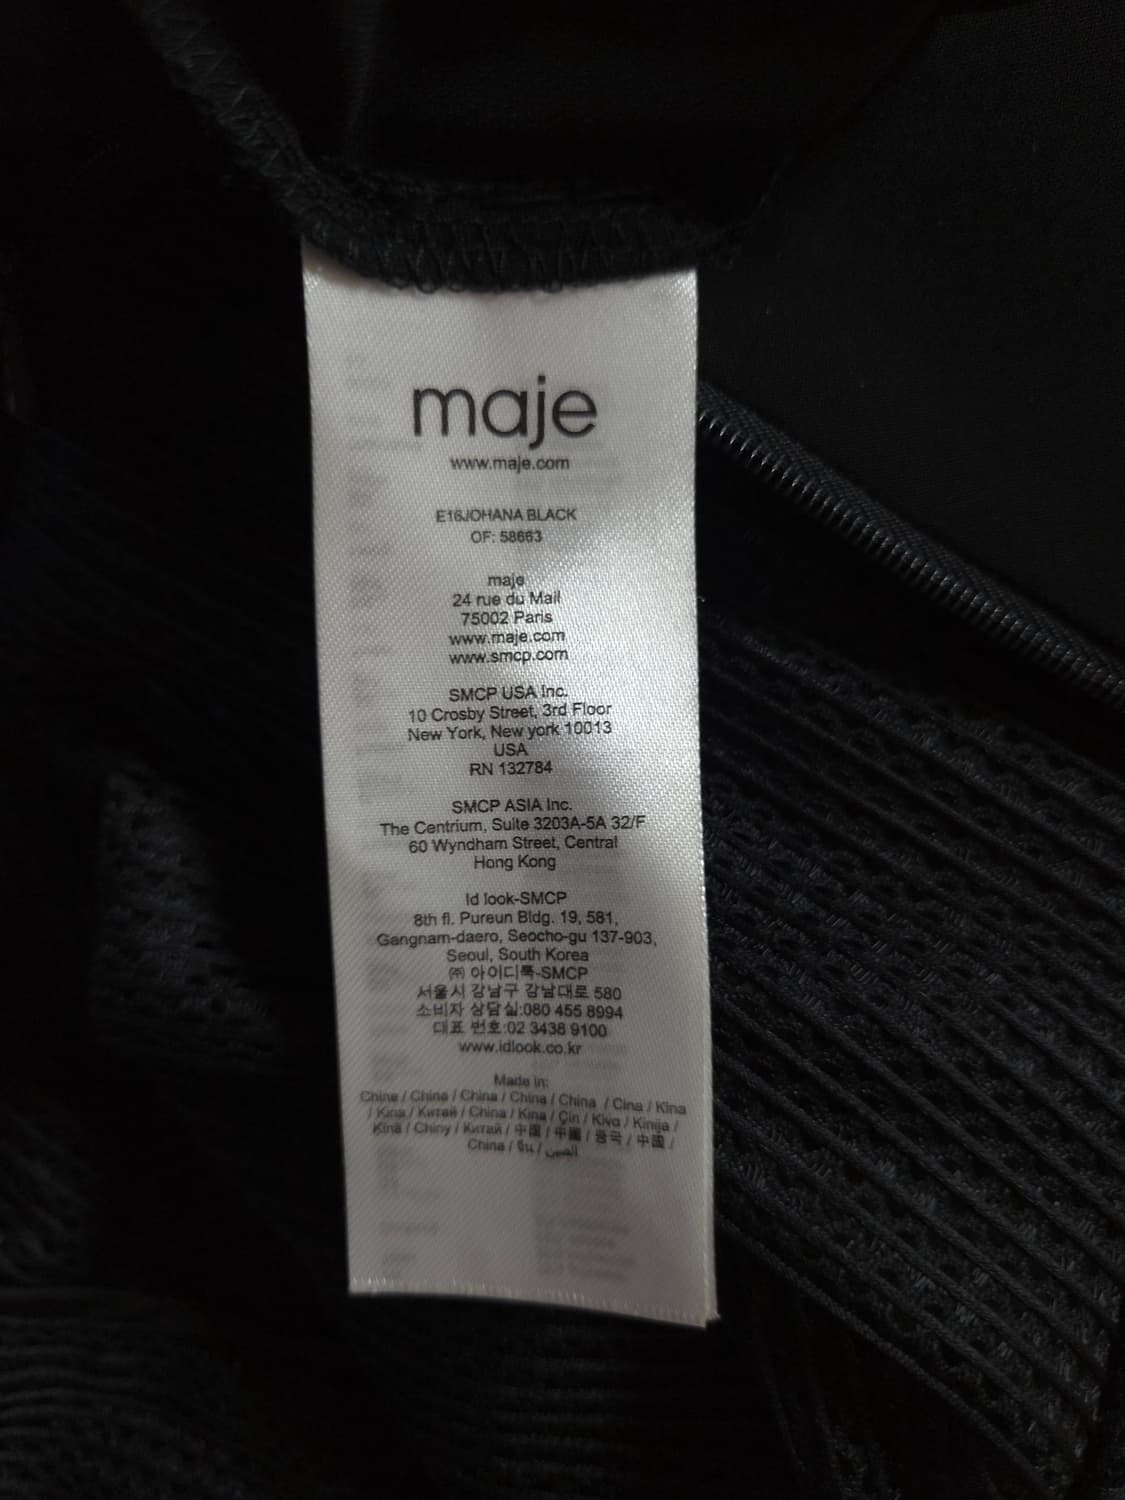 maje
www.maje.com
E16JOHANA BLACK
OF: 58663
maje
24 rue du Mail
75002 Paris
www.maje.com
www.smcp.com
SMCP USA Inc.
10 Crosby Street, 3rd Floor
New York, New york 10013
USA
RN 132784
SMCP ASIA Inc.
The Centrium, Suite 3203A-5A 32/F
60 Wyndham Street, Central
Hong Kong
Id look-SMCP
8th fl. Pureun Bldg. 19, 581,
Gangnam-daero, Seocho-gu 137-903,
Seoul, South Korea
㈜ 아이디룩-SMCP
서울시 강남구 강남대로 580
소비자 상담실:080 455 8994
대표 번호:02 3438 9100
www.idlook.co.kr
Made in:
China / China / China / China / China / Cina / Kina
/ Kina / Китай / China / Kina / Çin / Κίνα / Kinija /
Ķīna / Chiny / Китай / 中国 / 中國 / 중국 / 中國 /
China / จีน / الصين